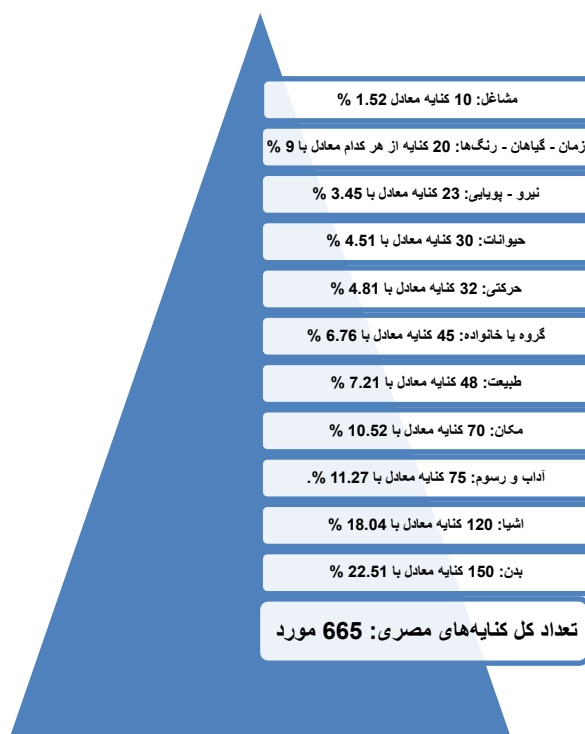 مشاغل: 10 کنایه معادل 1.52 %
زمان - گیاهان - رنگ‌ها: 20 کنایه از هر کدام معادل با 9 %
نیرو - پویایی: 23 کنایه معادل با 3.45 %
حیوانات: 30 کنایه معادل با 4.51 %
حرکتی: 32 کنایه معادل با 4.81 %
گروه یا خانواده: 45 کنایه معادل با 6.76 %
طبیعت: 48 کنایه معادل با 7.21 %
مکان: 70 کنایه معادل با 10.52 %
آداب و رسوم: 75 کنایه معادل با 11.27 %.
اشیا: 120 کنایه معادل با 18.04 %
بدن: 150 کنایه معادل با 22.51 %
تعداد کل کنایه‌های مصری: 665 مورد